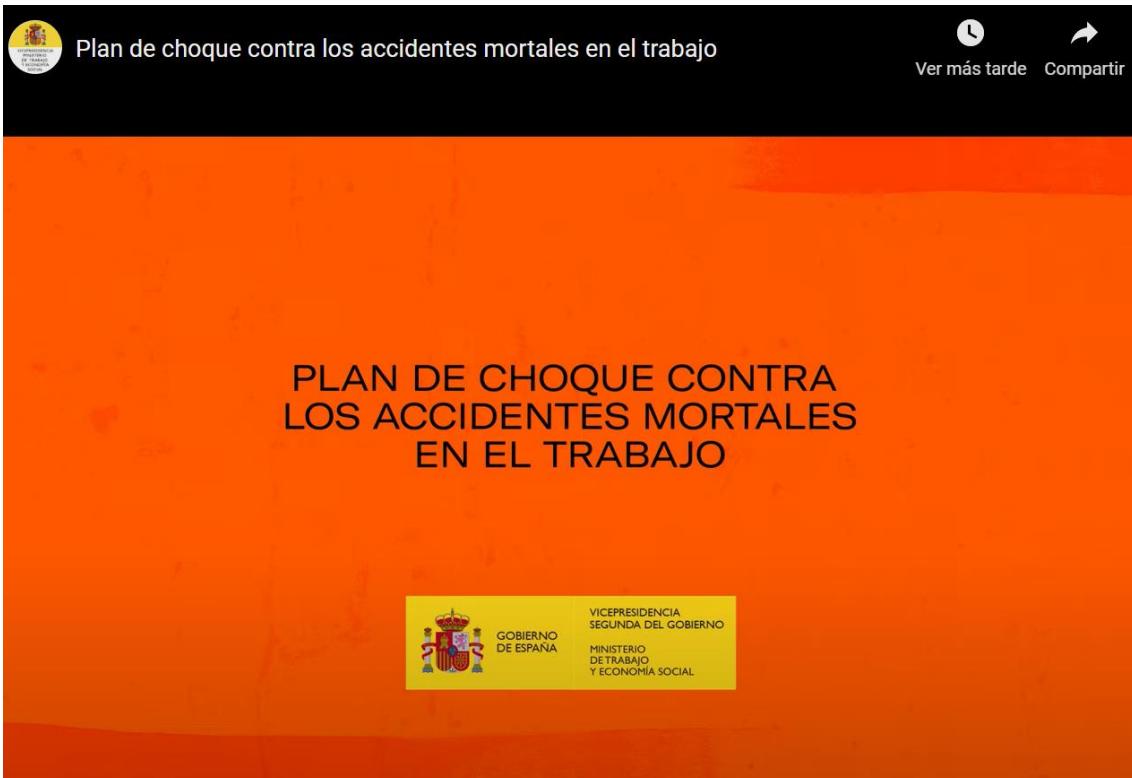 Plan de choque contra los accidentes mortales en el trabajo
Ver más tarde
Compartir
PLAN DE CHOQUE CONTRA
LOS ACCIDENTES MORTALES
EN EL TRABAJO
GOBIERNO
DE ESPAÑA
VICEPRESIDENCIA
SEGUNDA DEL GOBIERNO
MINISTERIO
DE TRABAJO
Y ECONOMÍA SOCIAL